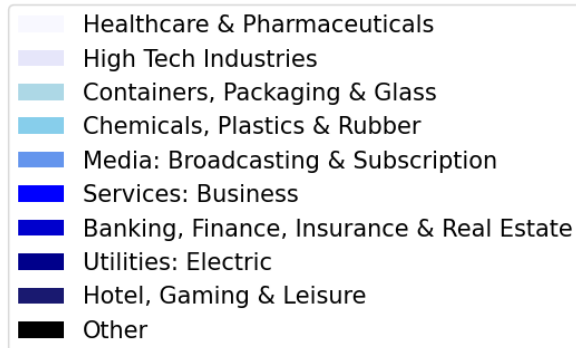 Healthcare & Pharmaceuticals
High Tech Industries
Containers, Packaging & Glass
Chemicals, Plastics & Rubber
Media: Broadcasting & Subscription
Services: Business
Banking, Finance, Insurance & Real Estate
Utilities: Electric
Hotel, Gaming & Leisure
Other